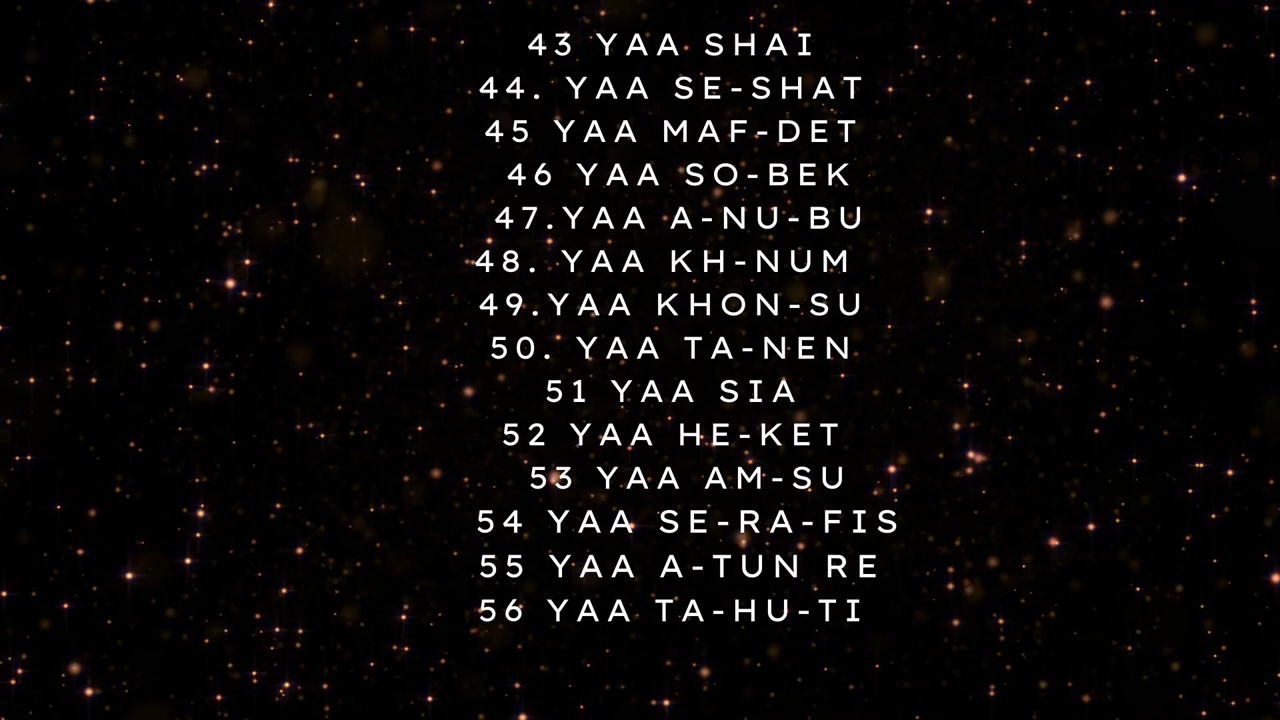 43 YAA SHAI
44. YAA SE-SHAT
45 YAA MAF-DET
46 YAA SO-BEK
47.YAA A-NU-BU
48. YAA KH-NUM
49.YAA KHON-SU
50. YAA TA-NEN
51 YAA SIA
52 YAA HE-KET
53 YAA AM-SU
54 YAA SE-RA-FIS
55 YAA A-TUN RE
56 YAA TA-HU-TI